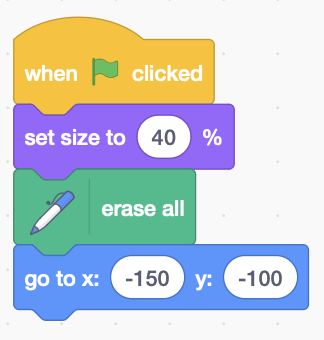 when clicked
set size to 40 %
erase all
go to x: -150 y: -100